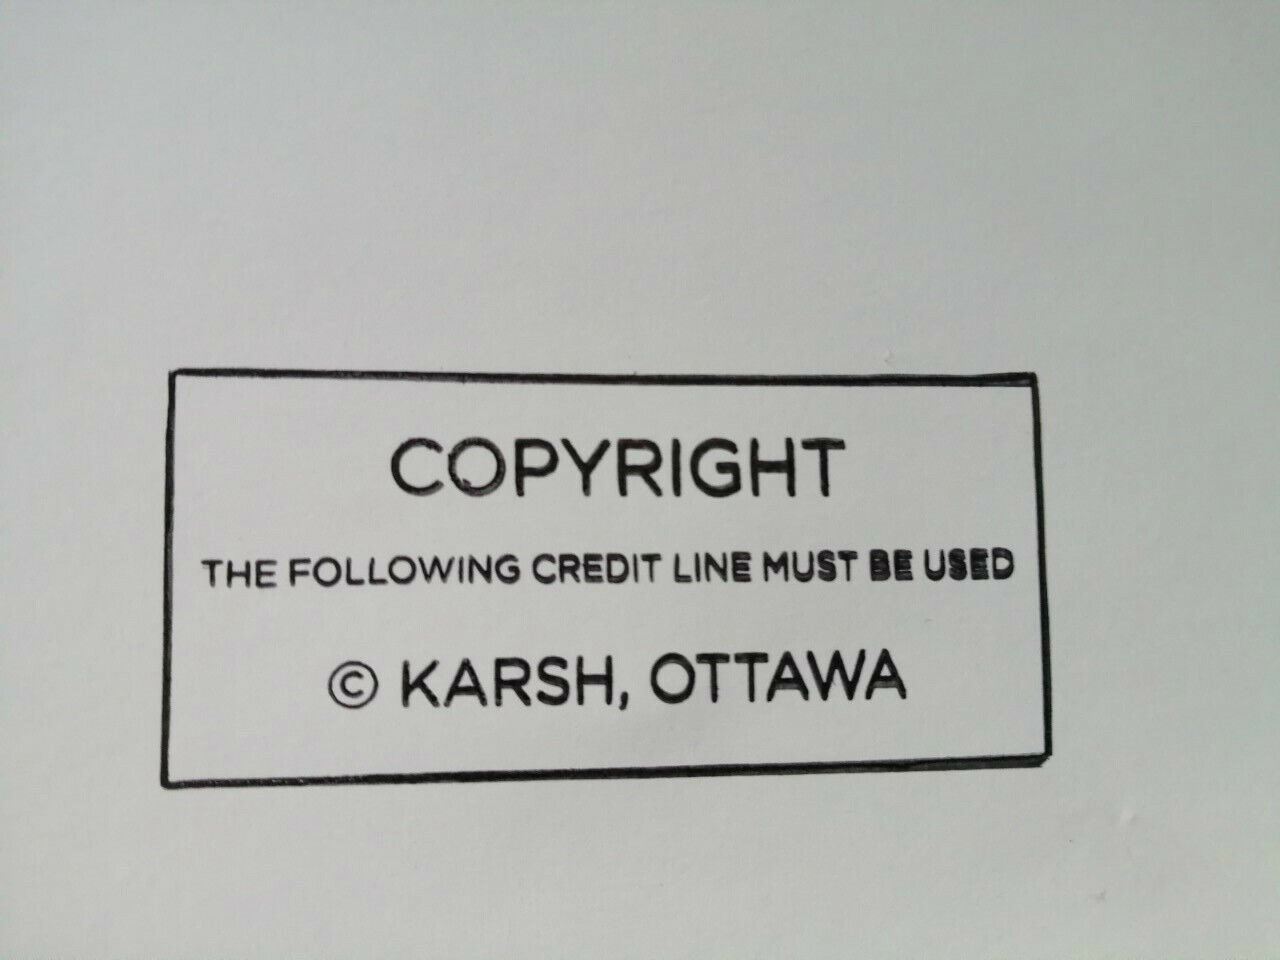 COPYRIGHT
THE FOLLOWING CREDIT LINE MUST BE USED
© KARSH, OTTAWA